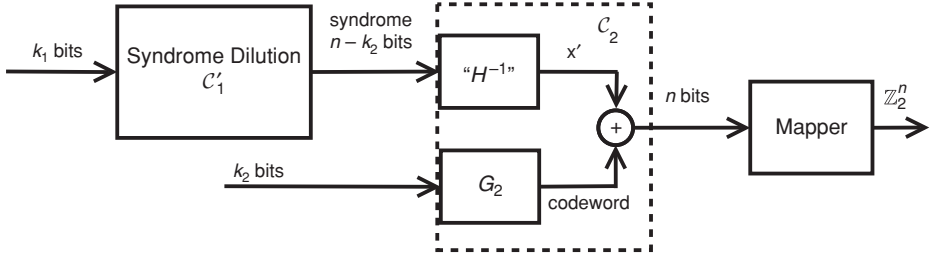 k₁ bits
Syndrome Dilution
𝒞′₁
syndrome
n – k₂ bits
𝒞₂
“H⁻¹”
x′
+
n bits
Mapper
ℤ₂ⁿ
k₂ bits
G₂
codeword